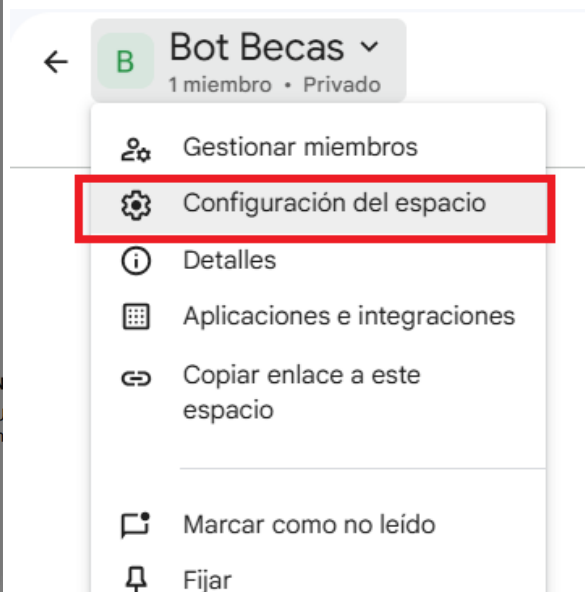 B
Bot Becas
1 miembro • Privado
Gestionar miembros
Configuración del espacio
Detalles
Aplicaciones e integraciones
Copiar enlace a este
espacio
Marcar como no leído
Fijar